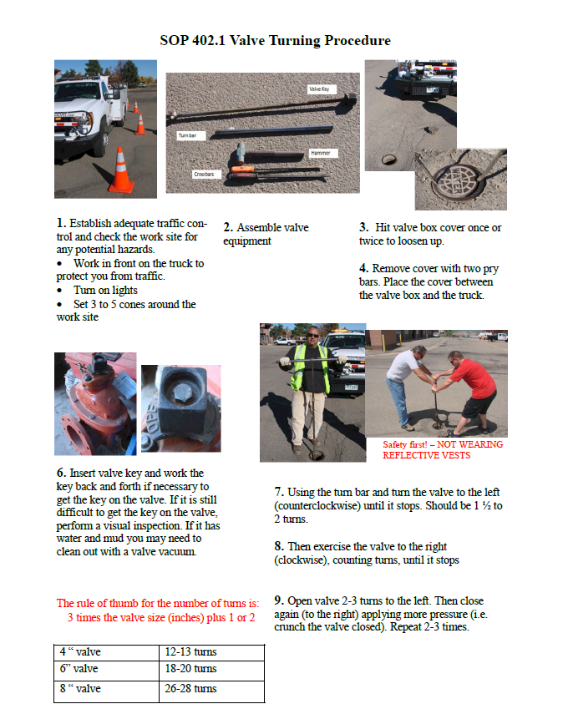 SOP 402.1 Valve Turning Procedure
Valve Key
Turn bar
Hammer
Crowbars
1. Establish adequate traffic con-
trol and check the work site for
any potential hazards.
• Work in front on the truck to
protect you from traffic.
• Turn on lights
• Set 3 to 5 cones around the
work site
2. Assemble valve
equipment
3. Hit valve box cover once or
twice to loosen up.
4. Remove cover with two pry
bars. Place the cover between
the valve box and the truck.
Safety first! – NOT WEARING
REFLECTIVE VESTS
6. Insert valve key and work the
key back and forth if necessary to
get the key on the valve. If it is still
difficult to get the key on the valve,
perform a visual inspection. If it has
water and mud you may need to
clean out with a valve vacuum.
7. Using the turn bar and turn the valve to the left
(counterclockwise) until it stops. Should be 1 ½ to
2 turns.
8. Then exercise the valve to the right
(clockwise), counting turns, until it stops
The rule of thumb for the number of turns is:
3 times the valve size (inches) plus 1 or 2
9. Open valve 2-3 turns to the left. Then close
again (to the right) applying more pressure (i.e.
crunch the valve closed). Repeat 2-3 times.
4 “ valve 12-13 turns
6” valve 18-20 turns
8 “ valve 26-28 turns